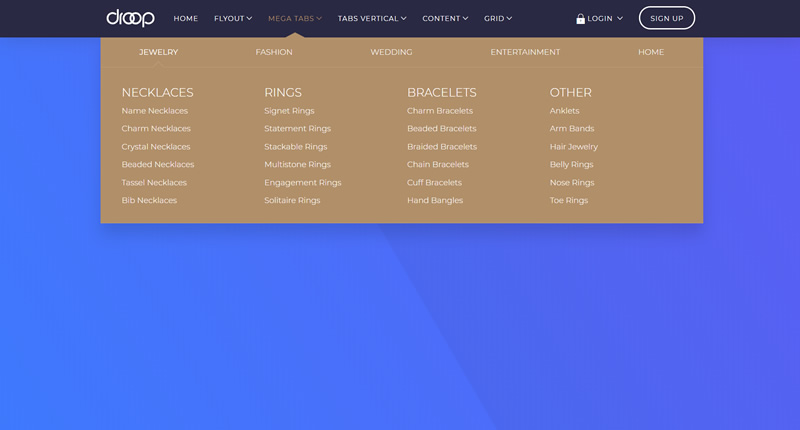 droop HOME FLYOUT MEGA TABS TABS VERTICAL CONTENT GRID LOGIN SIGN UP
JEWELRY FASHION WEDDING ENTERTAINMENT HOME
NECKLACES RINGS BRACELETS OTHER
Name Necklaces Signet Rings Charm Bracelets Anklets
Charm Necklaces Statement Rings Beaded Bracelets Arm Bands
Crystal Necklaces Stackable Rings Braided Bracelets Hair Jewelry
Beaded Necklaces Multistone Rings Chain Bracelets Belly Rings
Tassel Necklaces Engagement Rings Cuff Bracelets Nose Rings
Bib Necklaces Solitaire Rings Hand Bangles Toe Rings